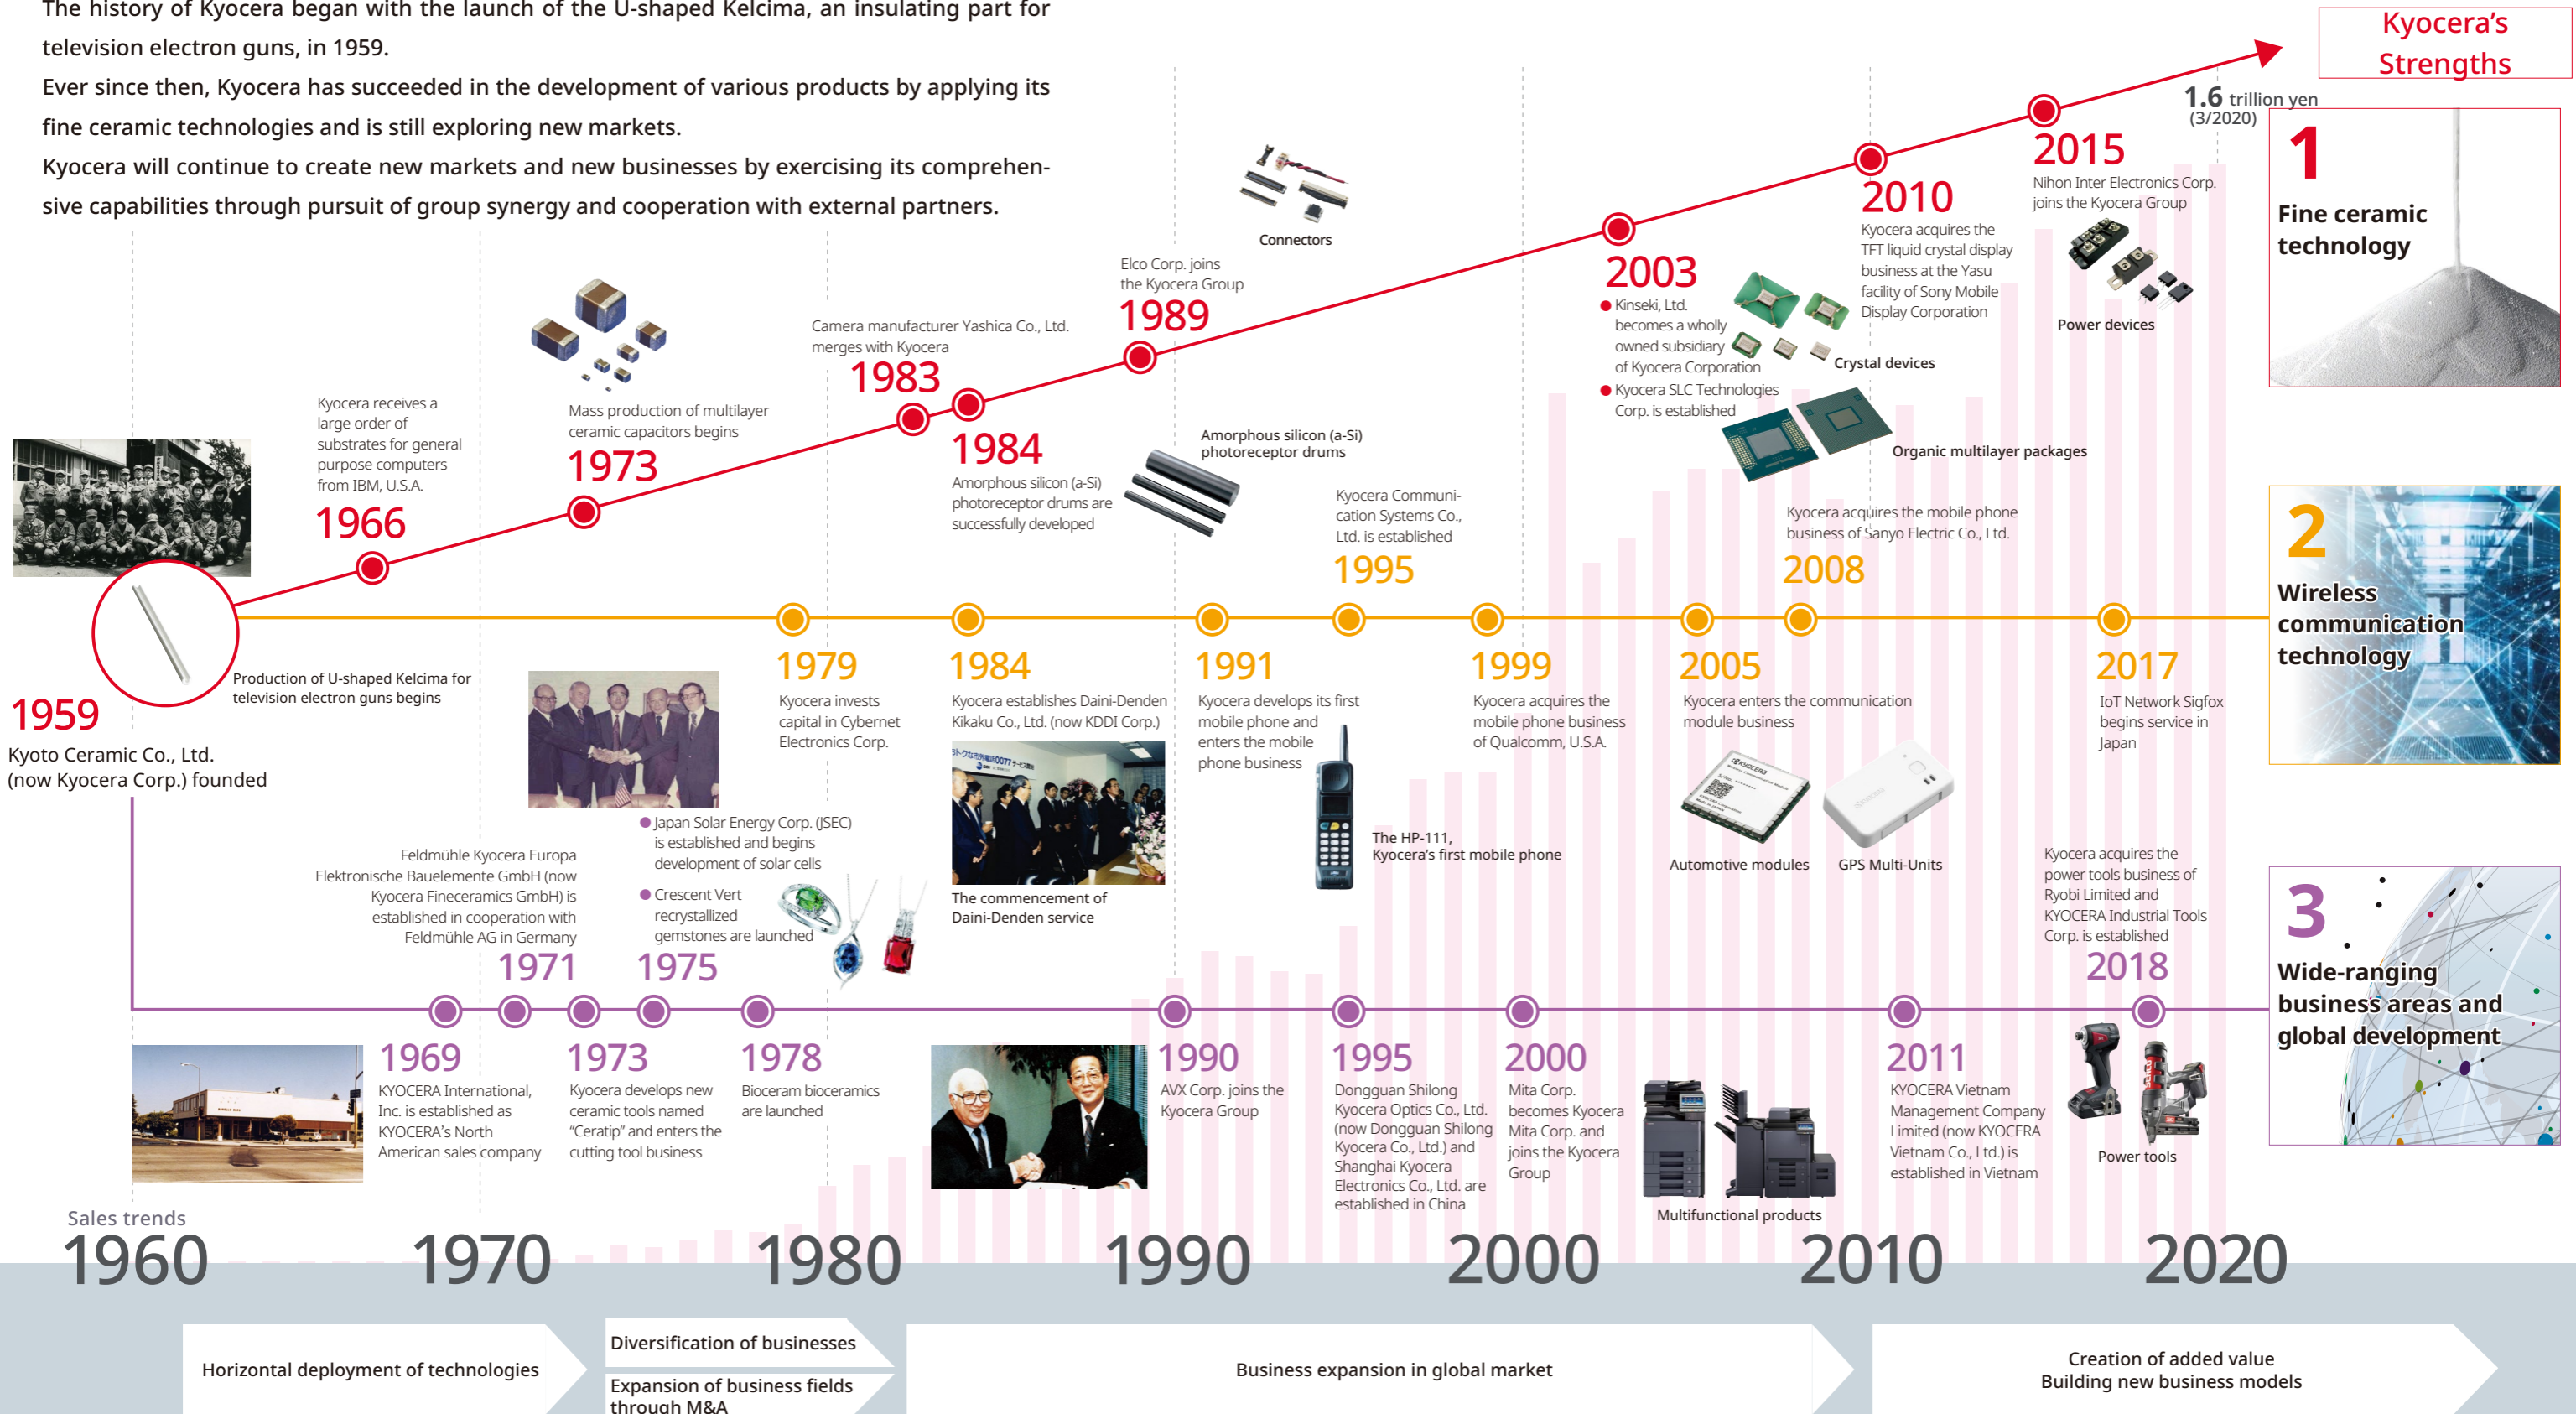 The history of Kyocera began with the launch of the U-shaped Kelcima, an insulating part for
television electron guns, in 1959.
Ever since then, Kyocera has succeeded in the development of various products by applying its
fine ceramic technologies and is still exploring new markets.
Kyocera will continue to create new markets and new businesses by exercising its comprehen-
sive capabilities through pursuit of group synergy and cooperation with external partners.
Kyocera's
Strengths
1.6 trillion yen
(3/2020)
1
Fine ceramic
technology
2
Wireless
communication
technology
3
Wide-ranging
business areas and
global development
1959
Kyoto Ceramic Co., Ltd.
(now Kyocera Corp.) founded
Production of U-shaped Kelcima for
television electron guns begins
Kyocera receives a
large order of
substrates for general
purpose computers
from IBM, U.S.A.
1966
Mass production of multilayer
ceramic capacitors begins
1973
Camera manufacturer Yashica Co., Ltd.
merges with Kyocera
1983
1984
Amorphous silicon (a-Si)
photoreceptor drums are
successfully developed
Amorphous silicon (a-Si)
photoreceptor drums
Elco Corp. joins
the Kyocera Group
1989
Connectors
2003
Kinseki, Ltd.
becomes a wholly
owned subsidiary
of Kyocera Corporation
Kyocera SLC Technologies
Corp. is established
Crystal devices
Organic multilayer packages
2010
Kyocera acquires the
TFT liquid crystal display
business at the Yasu
facility of Sony Mobile
Display Corporation
2015
Nihon Inter Electronics Corp.
joins the Kyocera Group
Power devices
1979
Kyocera invests
capital in Cybernet
Electronics Corp.
1984
Kyocera establishes Daini-Denden
Kikaku Co., Ltd. (now KDDI Corp.)
The commencement of
Daini-Denden service
1991
Kyocera develops its first
mobile phone and
enters the mobile
phone business
The HP-111,
Kyocera's first mobile phone
Kyocera Communi-
cation Systems Co.,
Ltd. is established
1995
1999
Kyocera acquires the
mobile phone business
of Qualcomm, U.S.A.
2005
Kyocera enters the communication
module business
KYOCERA
Automotive modules
GPS Multi-Units
Kyocera acquires the mobile phone
business of Sanyo Electric Co., Ltd.
2008
2017
IoT Network Sigfox
begins service in
Japan
1969
KYOCERA International,
Inc. is established as
KYOCERA's North
American sales company
Feldmühle Kyocera Europa
Elektronische Bauelemente GmbH (now
Kyocera Fineceramics GmbH) is
established in cooperation with
Feldmühle AG in Germany
1971
1973
Kyocera develops new
ceramic tools named
"Ceratip" and enters the
cutting tool business
Japan Solar Energy Corp. (JSEC)
is established and begins
development of solar cells
Crescent Vert
recrystallized
gemstones are launched
1975
1978
Bioceram bioceramics
are launched
1990
AVX Corp. joins the
Kyocera Group
1995
Dongguan Shilong
Kyocera Optics Co., Ltd.
(now Dongguan Shilong
Kyocera Co., Ltd.) and
Shanghai Kyocera
Electronics Co., Ltd. are
established in China
2000
Mita Corp.
becomes Kyocera
Mita Corp. and
joins the Kyocera
Group
Multifunctional products
2011
KYOCERA Vietnam
Management Company
Limited (now KYOCERA
Vietnam Co., Ltd.) is
established in Vietnam
Kyocera acquires the
power tools business of
Ryobi Limited and
KYOCERA Industrial Tools
Corp. is established
2018
Power tools
Sales trends
1960
1970
1980
1990
2000
2010
2020
Horizontal deployment of technologies
Diversification of businesses
Expansion of business fields
through M&A
Business expansion in global market
Creation of added value
Building new business models